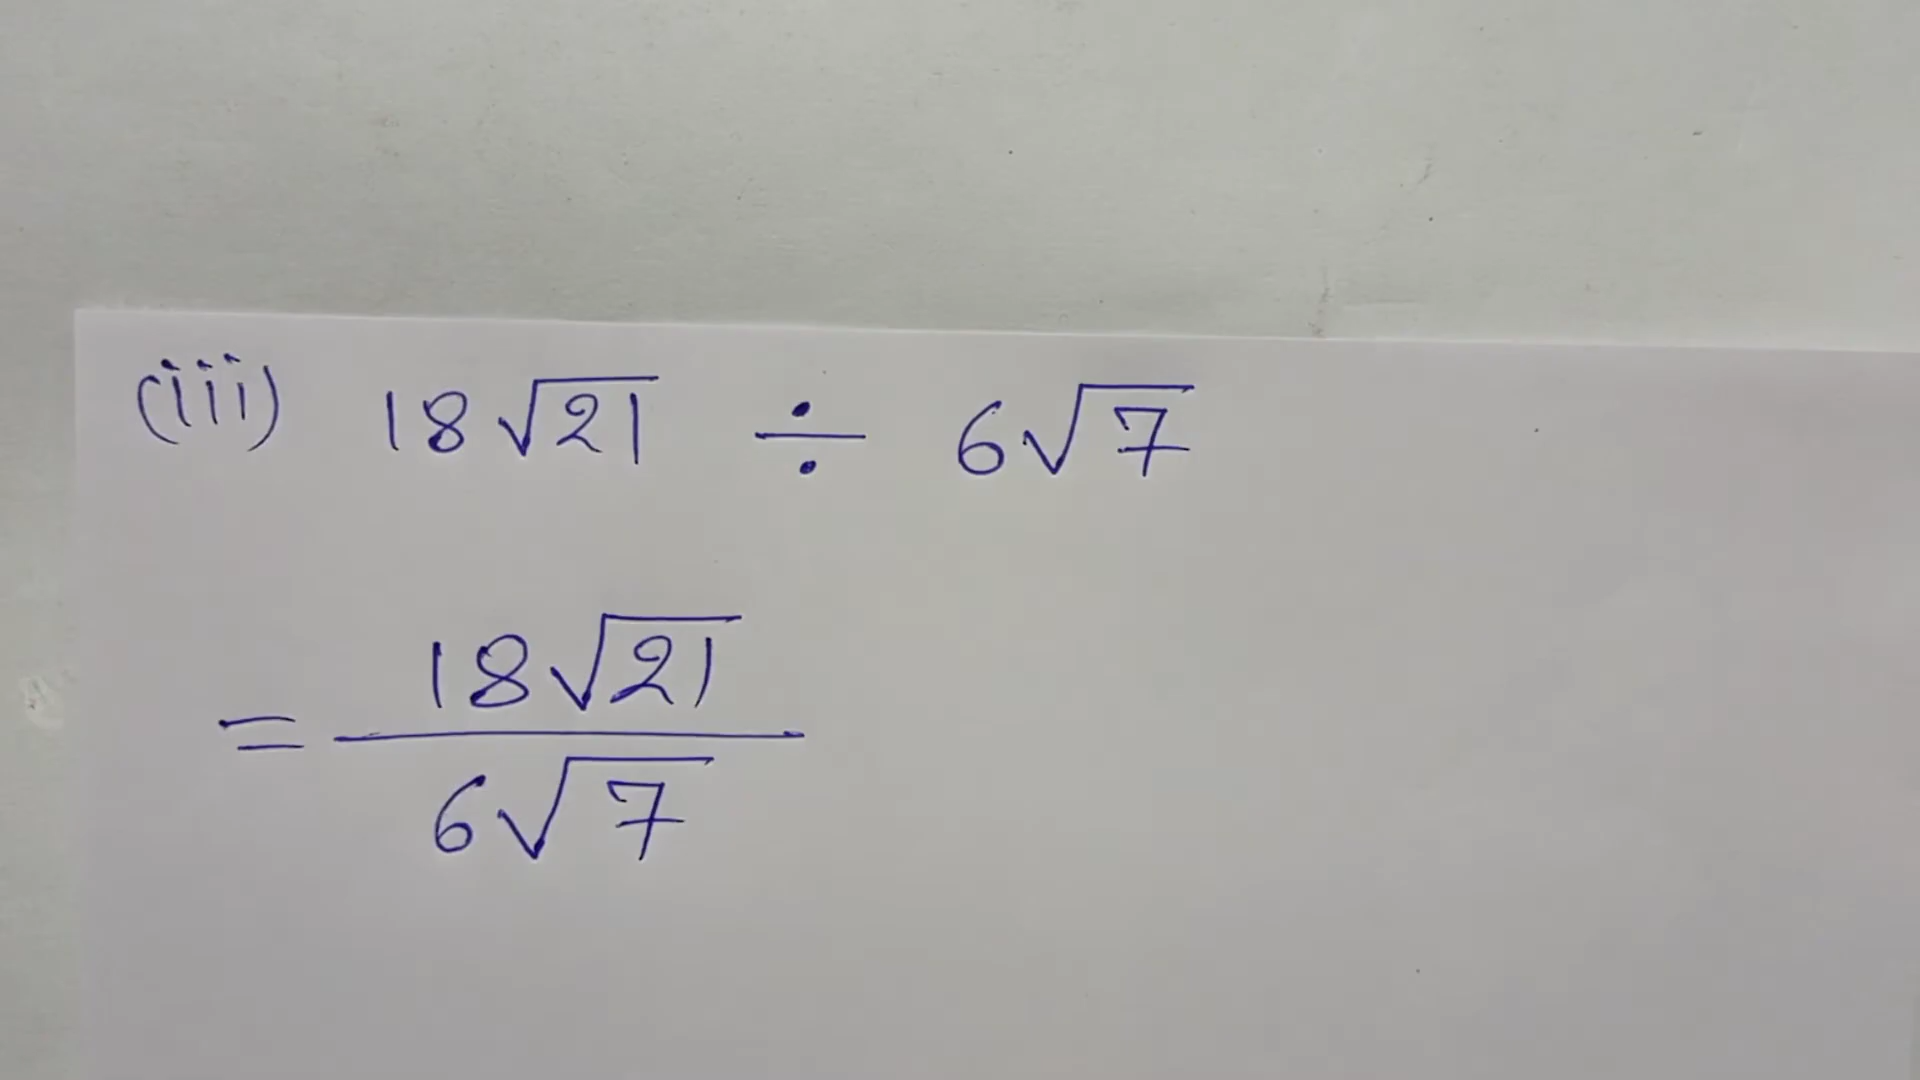 (iii) 18√21 ÷ 6√7
= 18√21
6√7